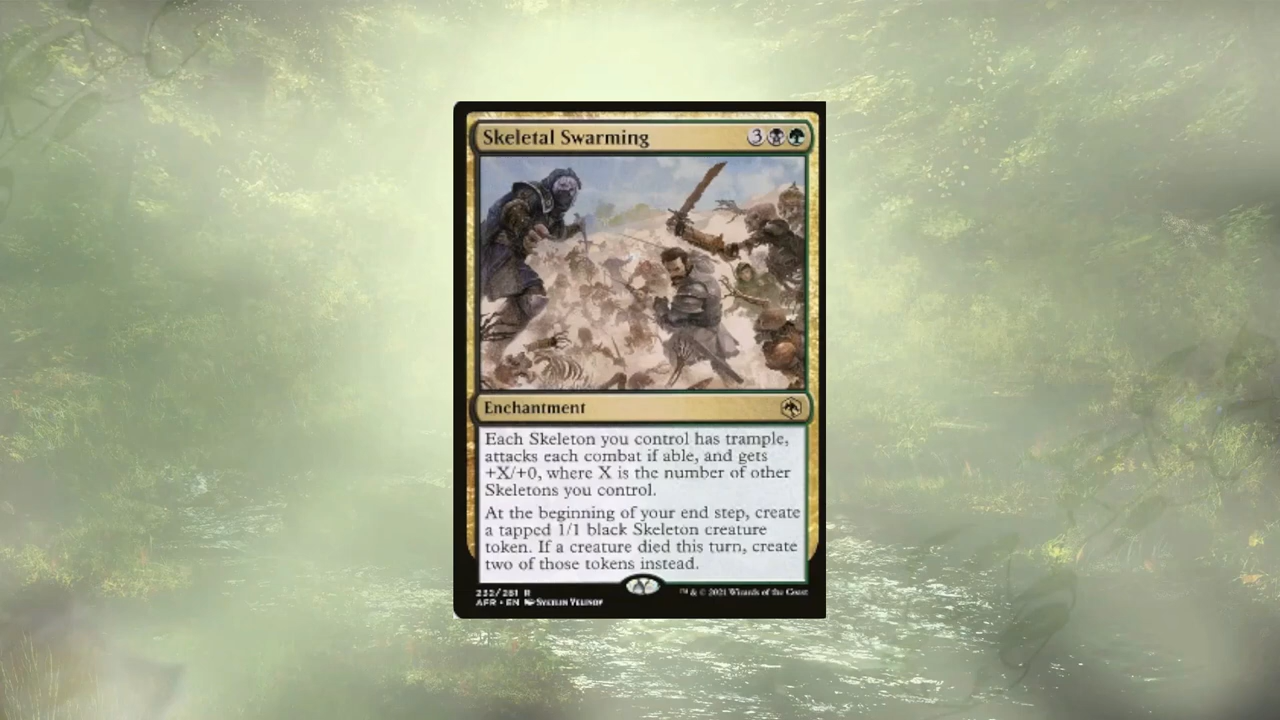 Skeletal Swarming 3
Enchantment
Each Skeleton you control has trample,
attacks each combat if able, and gets
+X/+0, where X is the number of other
Skeletons you control.
At the beginning of your end step, create
a tapped 1/1 black Skeleton creature
token. If a creature died this turn, create
two of those tokens instead.
232/281 R
AFR • EN Svetlin Velinov
™ & © 2021 Wizards of the Coast